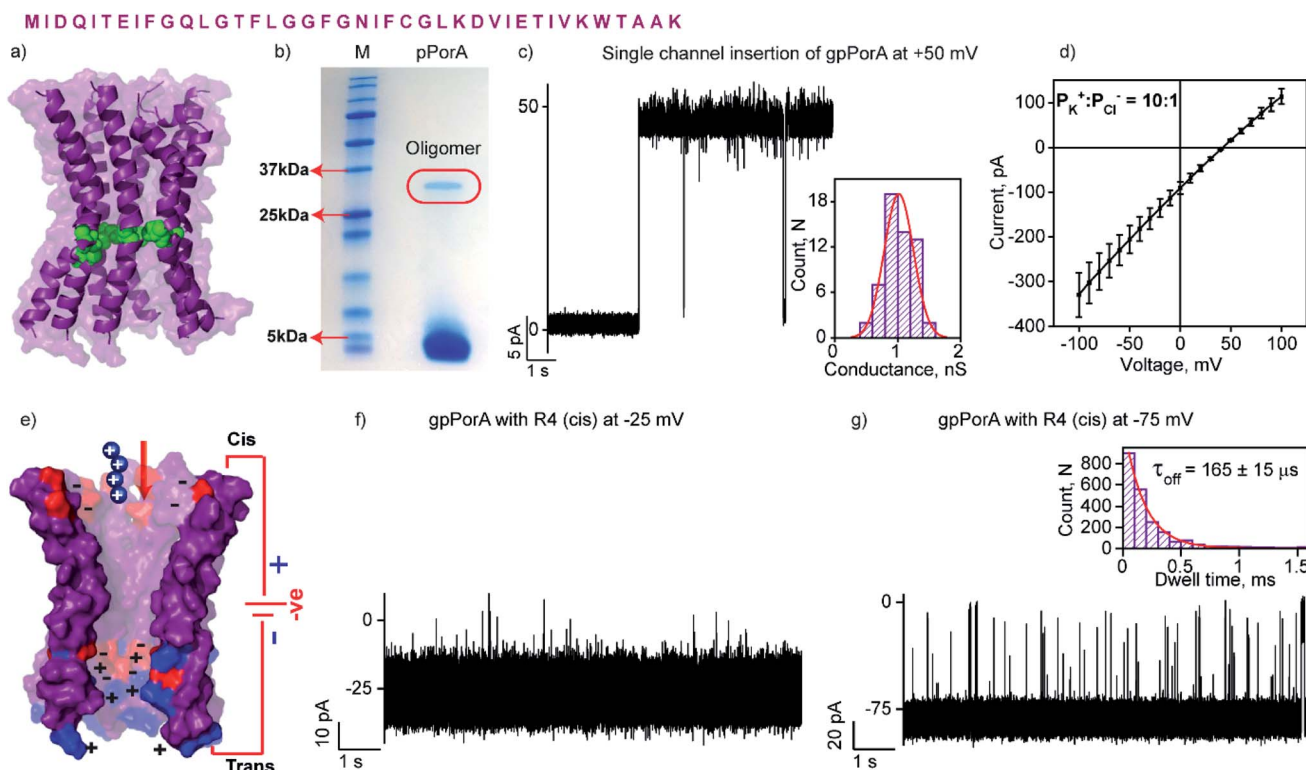 MIDQITEIFGQLGTFLGGFGNIFCGLKDVIETIVKWTAAK
a)
b)
M
pPorA
Oligomer
37kDa
25kDa
5kDa
c)
Single channel insertion of gpPorA at +50 mV
50
0
5 pA
1 s
Count, N
18
12
6
0
0
1
2
Conductance, nS
d)
P_K^+:P_Cl^- = 10:1
Current, pA
100
0
-100
-200
-300
-400
-100
-50
0
50
100
Voltage, mV
e)
Cis
+ + + +
- - - -
+
-ve
-
- - - -
+ + + +
+ +
Trans
f)
gpPorA with R4 (cis) at -25 mV
0
-25
10 pA
1 s
g)
gpPorA with R4 (cis) at -75 mV
Count, N
800
600
400
200
0
τoff = 165 ± 15 μs
0
0.5
1
1.5
Dwell time, ms
0
-75
20 pA
1 s